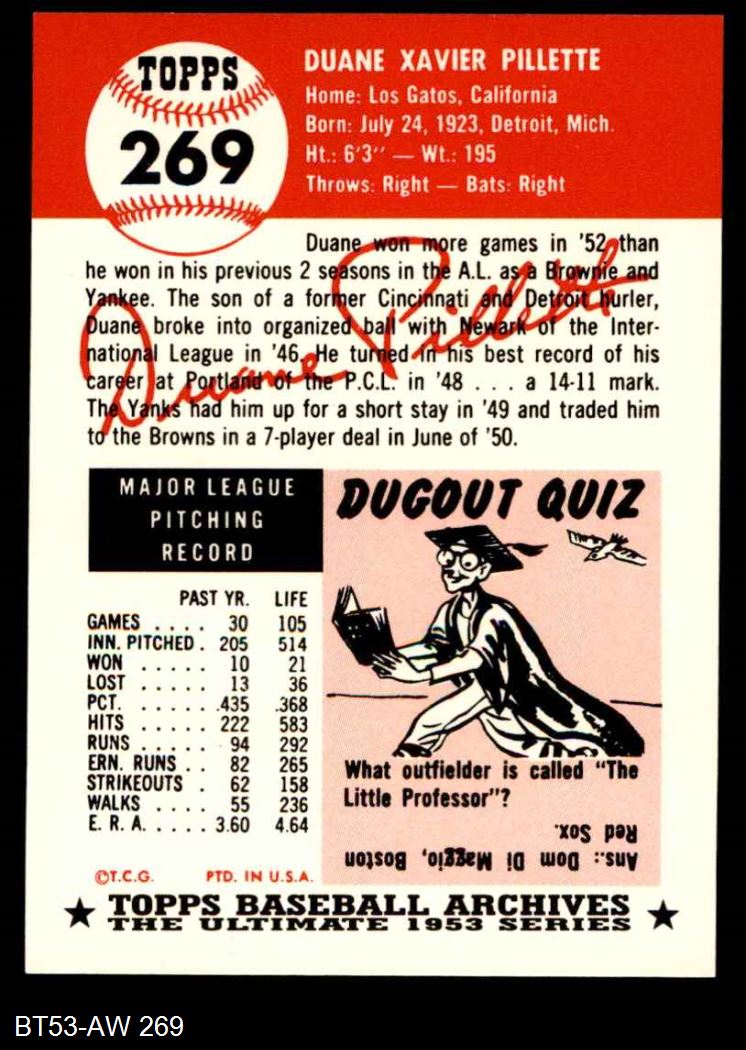 TOPPS
269
DUANE XAVIER PILLETTE
Home: Los Gatos, California
Born: July 24, 1923, Detroit, Mich.
Ht.: 6'3" — Wt.: 195
Throws: Right — Bats: Right
Duane won more games in '52 than
he won in his previous 2 seasons in the A.L. as a Brownie and
Yankee. The son of a former Cincinnati and Detroit hurler,
Duane broke into organized ball with Newark of the Inter-
national League in '46. He turned in his best record of his
career at Portland of the P.C.L. in '48 . . . a 14-11 mark.
The Yanks had him up for a short stay in '49 and traded him
to the Browns in a 7-player deal in June of '50.
Duane Pillette
MAJOR LEAGUE
PITCHING
RECORD
PAST YR. LIFE
GAMES . . . . 30 105
INN. PITCHED . 205 514
WON . . . . . 10 21
LOST . . . . . 13 36
PCT. . . . . . .435 .368
HITS . . . . . 222 583
RUNS . . . . . 94 292
ERN. RUNS . . 82 265
STRIKEOUTS . 62 158
WALKS . . . . 55 236
E. R. A. . . . . 3.60 4.64
©T.C.G. PTD. IN U.S.A.
DUGOUT QUIZ
What outfielder is called "The
Little Professor"?
Ans.: Dom Di Maggio, Boston
Red Sox.
★ TOPPS BASEBALL ARCHIVES ★
THE ULTIMATE 1953 SERIES
BT53-AW 269